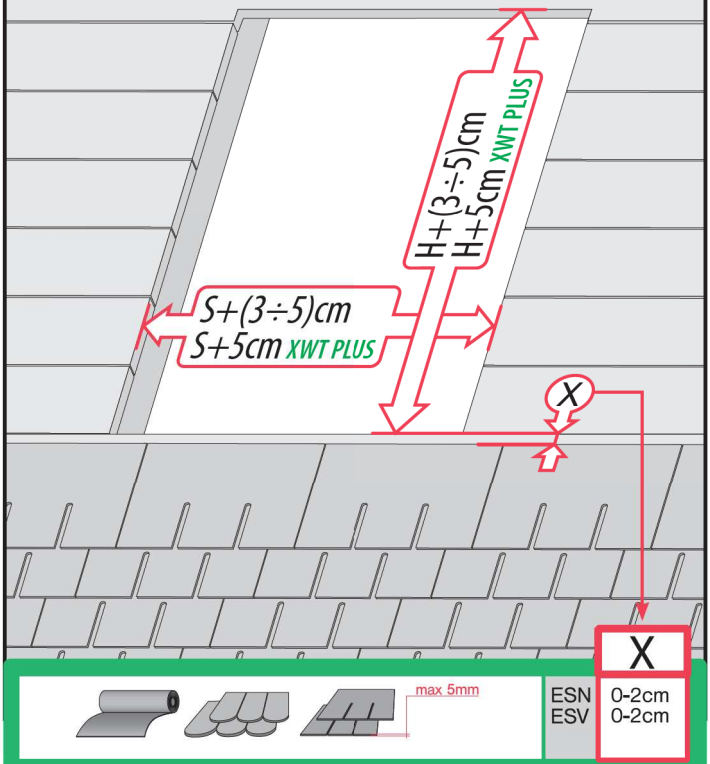 H+(3÷5)cm
H+5cm XWT PLUS
S+(3÷5)cm
S+5cm XWT PLUS
X
X
max 5mm
ESN 0-2cm
ESV 0-2cm